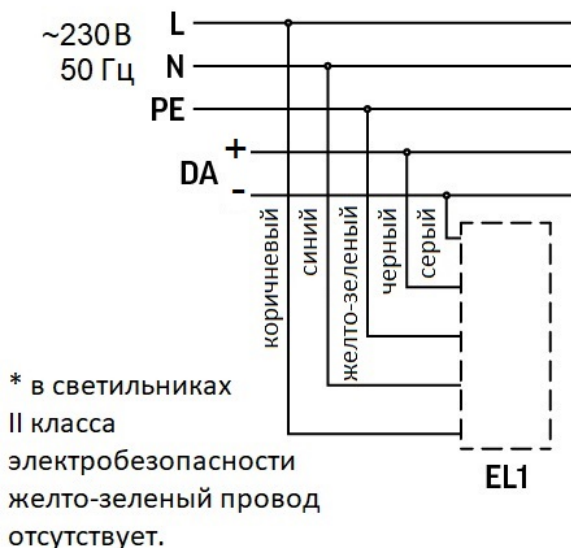 ~230В
50 Гц
L
N
PE
DA
+
-
коричневый
синий
желто-зеленый
черный
серый
EL1
* в светильниках
II класса
электробезопасности
желто-зеленый провод
отсутствует.